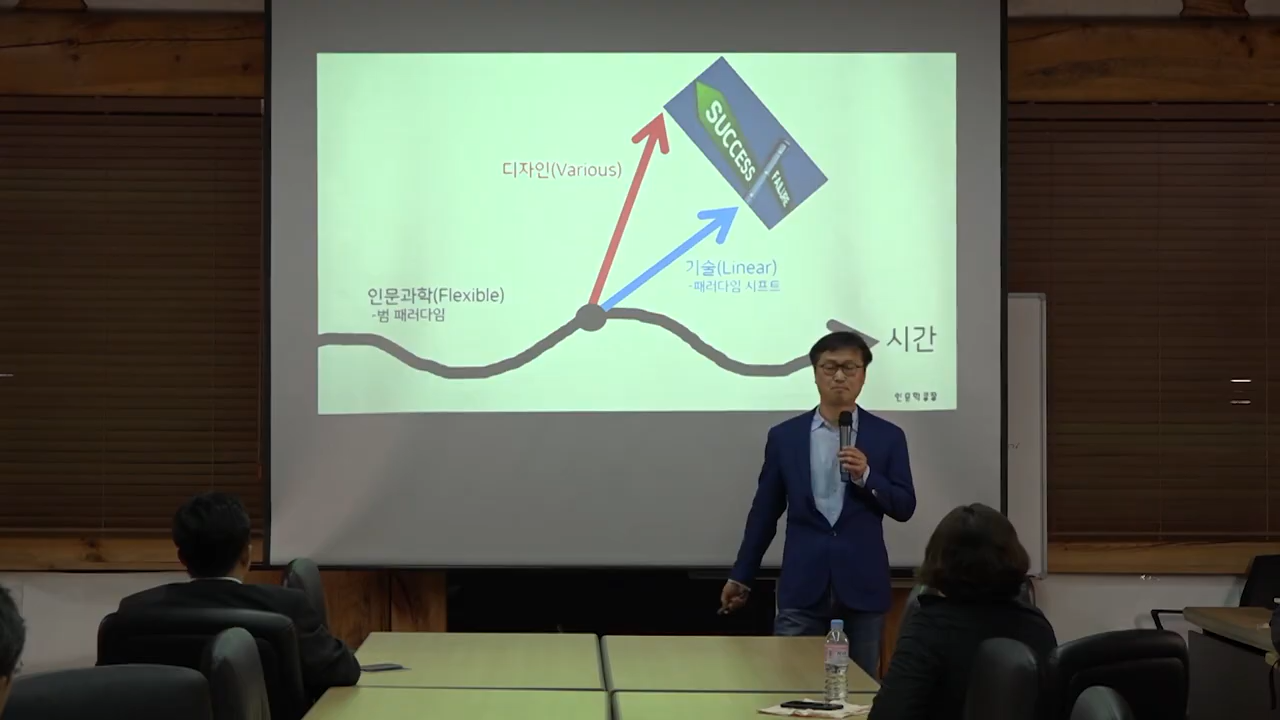 SUCCESS
FAILURE
디자인(Various)
기술(Linear)
-패러다임 시프트
인문과학(Flexible)
-범 패러다임
시간